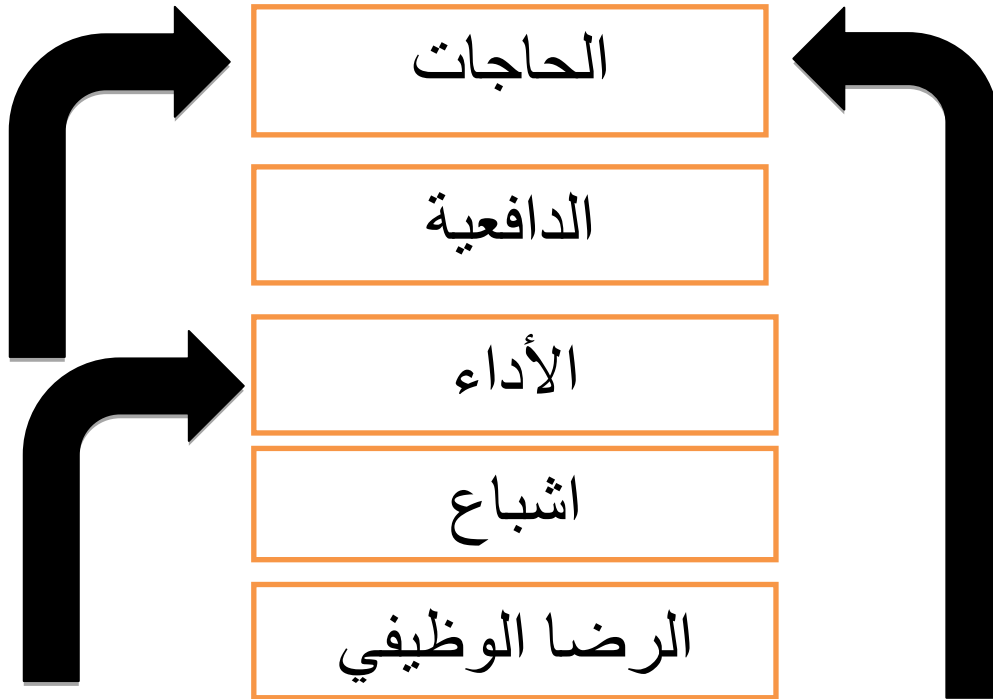 الحاجات
الدافعية
الأداء
اشباع
الرضا الوظيفي